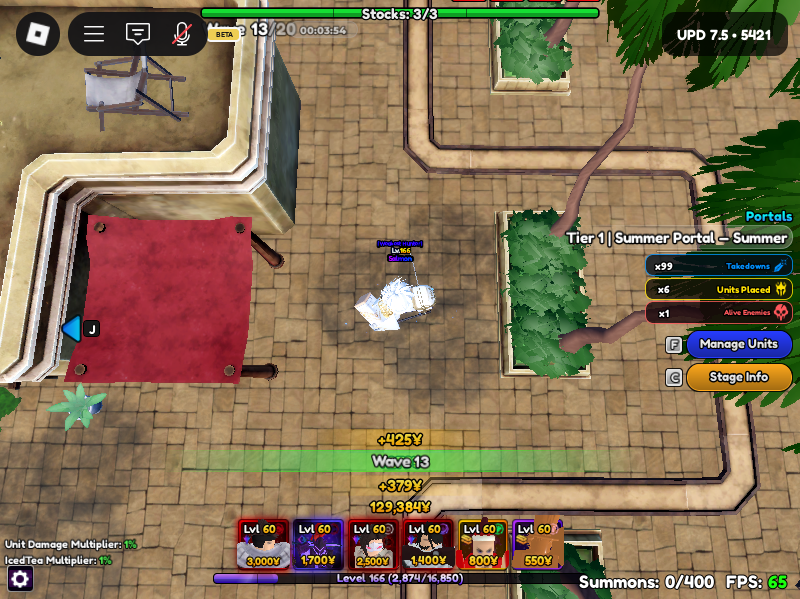 Stocks: 3/3
BETA
13/20 00:03:54
UPD 7.5 • 5421
Portals
Tier 1 | Summer Portal — Summer
x99 Takedowns
x6 Units Placed
x1 Alive Enemies
F Manage Units
C Stage Info
Lv.166
J
+425¥
Wave 13
+379¥
129,384¥
Lvl 60 Lvl 60 Lvl 60 Lvl 60 Lvl 60 Lvl 60
3,000¥ 1,700¥ 2,500¥ 1,400¥ 800¥ 550¥
Level 166 (2,874/16,850)
Unit Damage Multiplier: 1%
IcedTea Multiplier: 1%
Summons: 0/400 FPS: 65